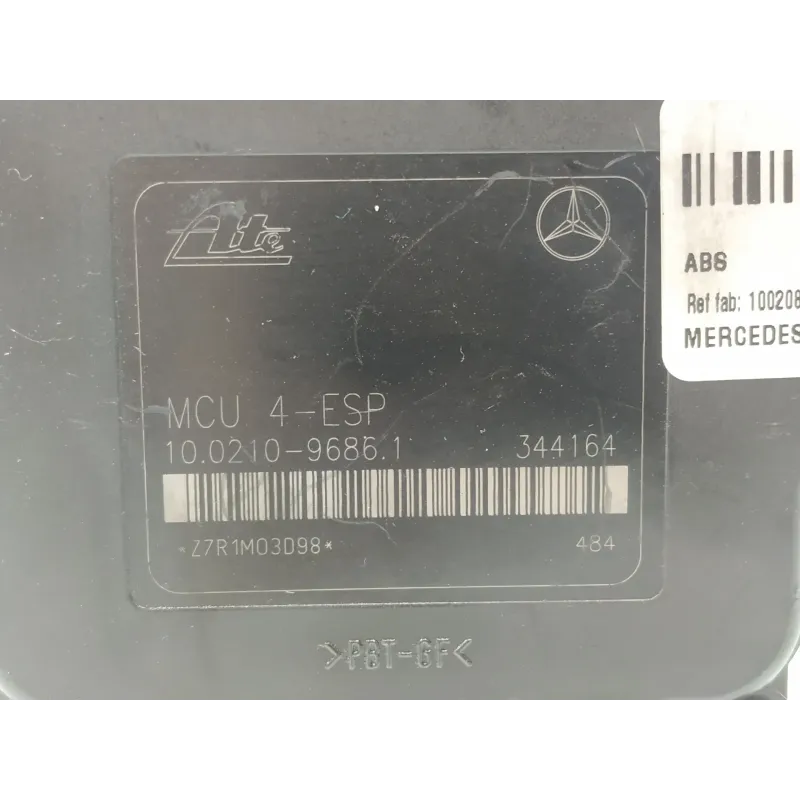 Ate
MCU 4-ESP
10.0210-9686.1 344164
*Z7R1M03D98* 484
>PBT-GF<
ABS
Ref fab: 100208
MERCEDES